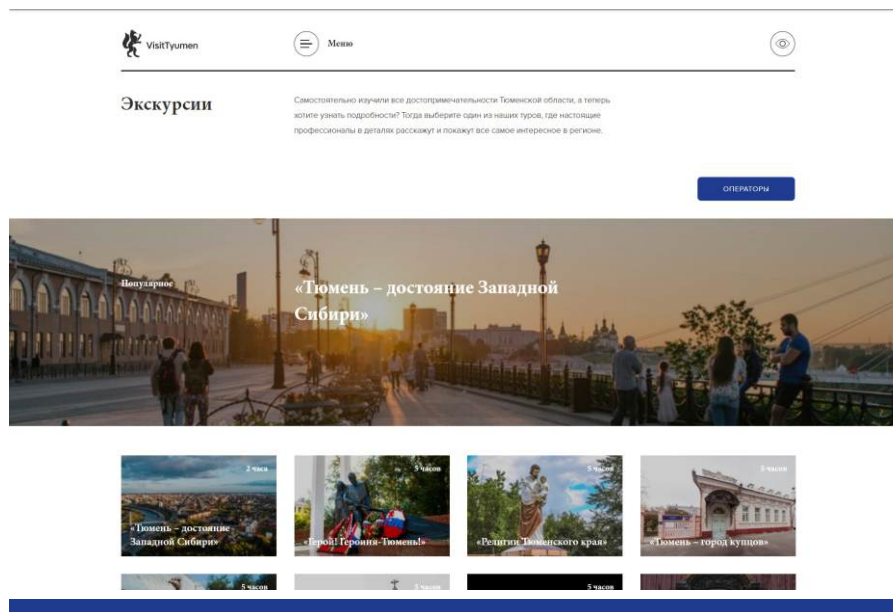 VisitTyumen
Меню
Экскурсии
Самостоятельно изучили все достопримечательности Тюменской области, а теперь
хотите узнать подробности? Тогда выберите один из наших туров, где настоящие
профессионалы в деталях расскажут и покажут все самое интересное в регионе.
ОПЕРАТОРЫ
Популярное
«Тюмень – достояние Западной
Сибири»
2 часа
«Тюмень – достояние
Западной Сибири»
5 часов
«Герой! Героиня-Тюмень!»
5 часов
«Религии Тюменского края»
5 часов
«Тюмень – город купцов»
5 часов
5 часов
5 часов